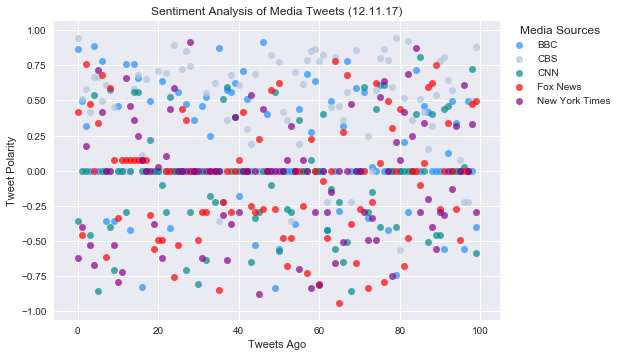 Sentiment Analysis of Media Tweets (12.11.17)
Media Sources
BBC
CBS
CNN
Fox News
New York Times
1.00
0.75
0.50
0.25
0.00
−0.25
−0.50
−0.75
−1.00
Tweet Polarity
0 20 40 60 80 100
Tweets Ago